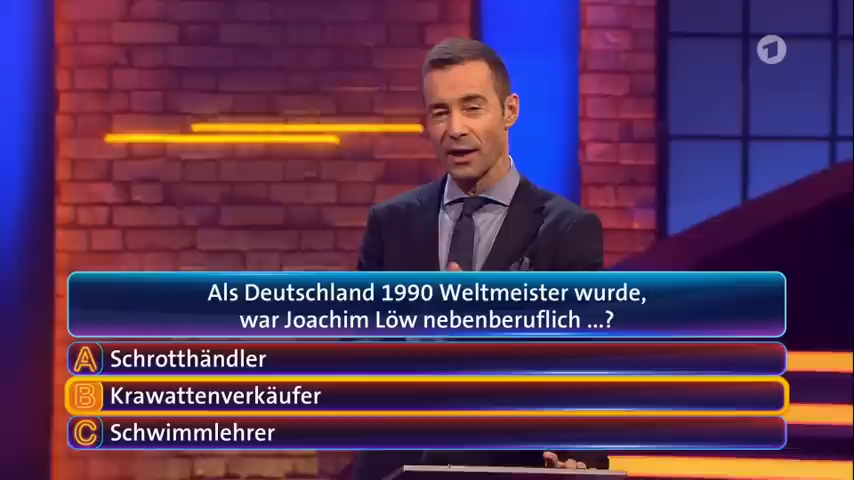 1
Als Deutschland 1990 Weltmeister wurde,
war Joachim Löw nebenberuflich ...?
A Schrotthändler
B Krawattenverkäufer
C Schwimmlehrer